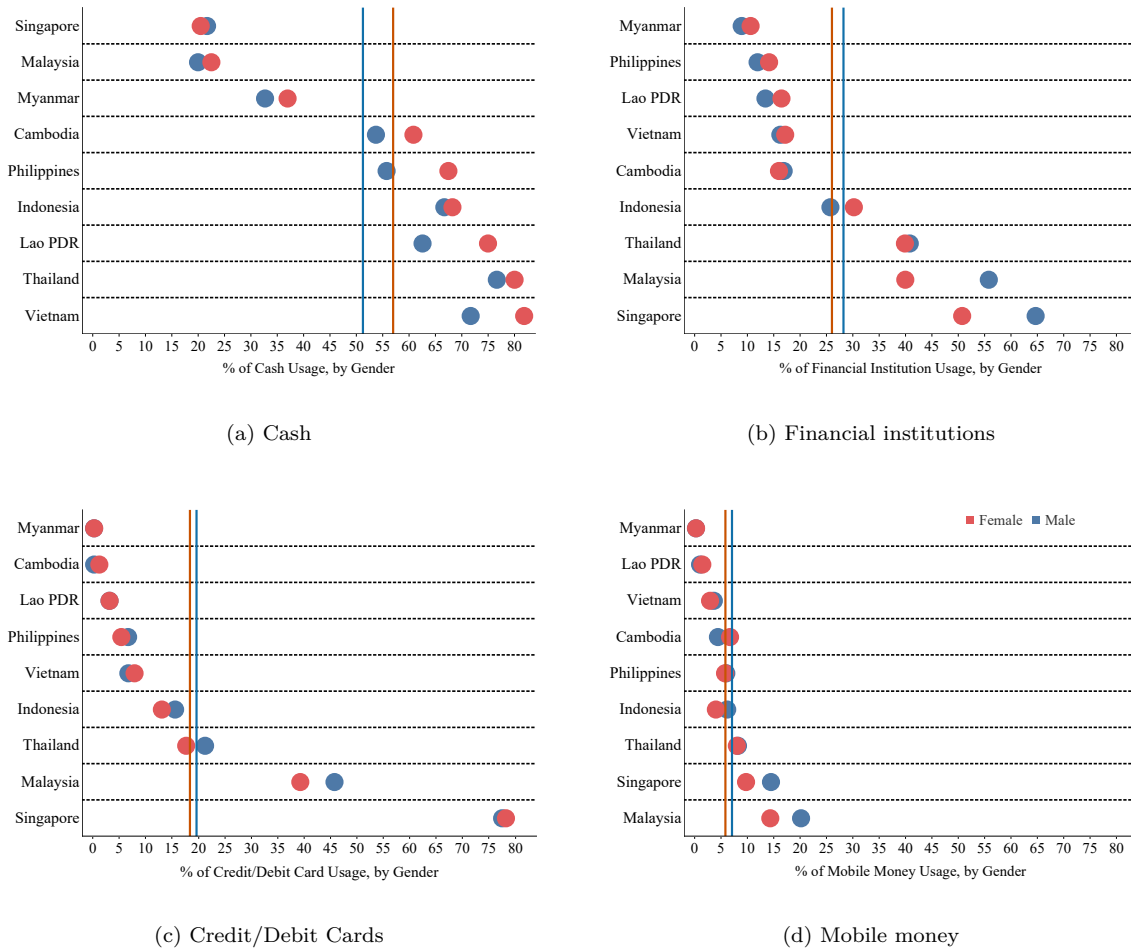 Singapore
Malaysia
Myanmar
Cambodia
Philippines
Indonesia
Lao PDR
Thailand
Vietnam
0 5 10 15 20 25 30 35 40 45 50 55 60 65 70 75 80
% of Cash Usage, by Gender
(a) Cash
Myanmar
Philippines
Lao PDR
Vietnam
Cambodia
Indonesia
Thailand
Malaysia
Singapore
0 5 10 15 20 25 30 35 40 45 50 55 60 65 70 75 80
% of Financial Institution Usage, by Gender
(b) Financial institutions
Myanmar
Cambodia
Lao PDR
Philippines
Vietnam
Indonesia
Thailand
Malaysia
Singapore
0 5 10 15 20 25 30 35 40 45 50 55 60 65 70 75 80
% of Credit/Debit Card Usage, by Gender
(c) Credit/Debit Cards
Female Male
Myanmar
Lao PDR
Vietnam
Cambodia
Philippines
Indonesia
Thailand
Singapore
Malaysia
0 5 10 15 20 25 30 35 40 45 50 55 60 65 70 75 80
% of Mobile Money Usage, by Gender
(d) Mobile money